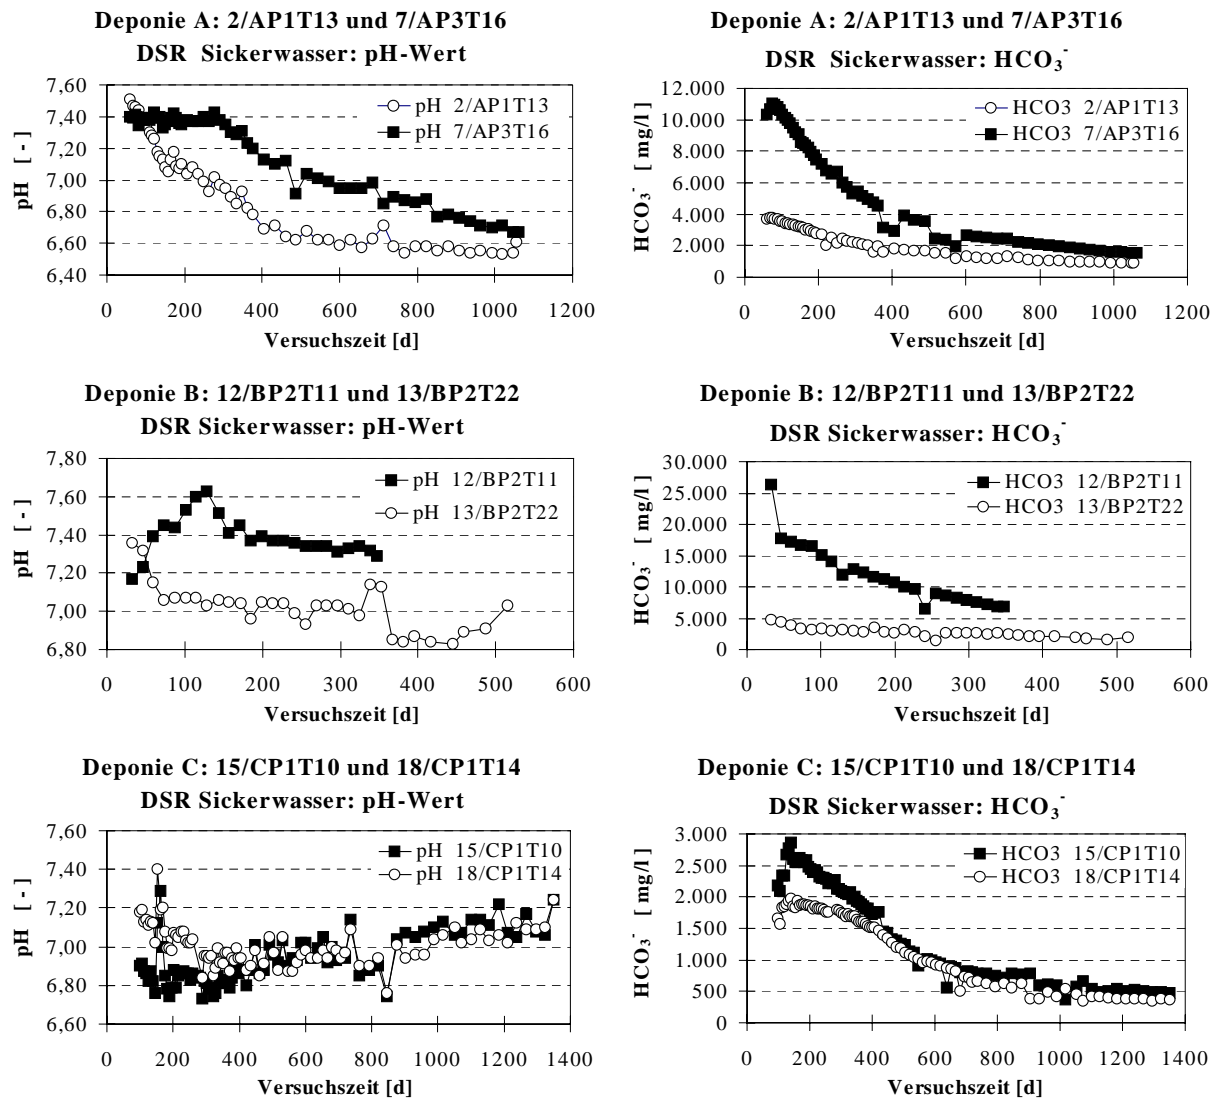 Deponie A: 2/AP1T13 und 7/AP3T16
DSR Sickerwasser: pH-Wert
7,60
7,40
7,20
7,00
6,80
6,60
6,40
pH [ - ]
pH 2/AP1T13
pH 7/AP3T16
0 200 400 600 800 1000 1200
Versuchszeit [d]
Deponie A: 2/AP1T13 und 7/AP3T16
DSR Sickerwasser: HCO₃⁻
12.000
10.000
8.000
6.000
4.000
2.000
0
HCO₃⁻ [ mg/l ]
HCO3 2/AP1T13
HCO3 7/AP3T16
0 200 400 600 800 1000 1200
Versuchszeit [d]
Deponie B: 12/BP2T11 und 13/BP2T22
DSR Sickerwasser: pH-Wert
7,80
7,60
7,40
7,20
7,00
6,80
pH [ - ]
pH 12/BP2T11
pH 13/BP2T22
0 100 200 300 400 500 600
Versuchszeit [d]
Deponie B: 12/BP2T11 und 13/BP2T22
DSR Sickerwasser: HCO₃⁻
30.000
25.000
20.000
15.000
10.000
5.000
0
HCO₃⁻ [ mg/l ]
HCO3 12/BP2T11
HCO3 13/BP2T22
0 100 200 300 400 500 600
Versuchszeit [d]
Deponie C: 15/CP1T10 und 18/CP1T14
DSR Sickerwasser: pH-Wert
7,60
7,40
7,20
7,00
6,80
6,60
pH [ - ]
pH 15/CP1T10
pH 18/CP1T14
0 200 400 600 800 1000 1200 1400
Versuchszeit [d]
Deponie C: 15/CP1T10 und 18/CP1T14
DSR Sickerwasser: HCO₃⁻
3.000
2.500
2.000
1.500
1.000
500
0
HCO₃⁻ [ mg/l ]
HCO3 15/CP1T10
HCO3 18/CP1T14
0 200 400 600 800 1000 1200 1400
Versuchszeit [d]